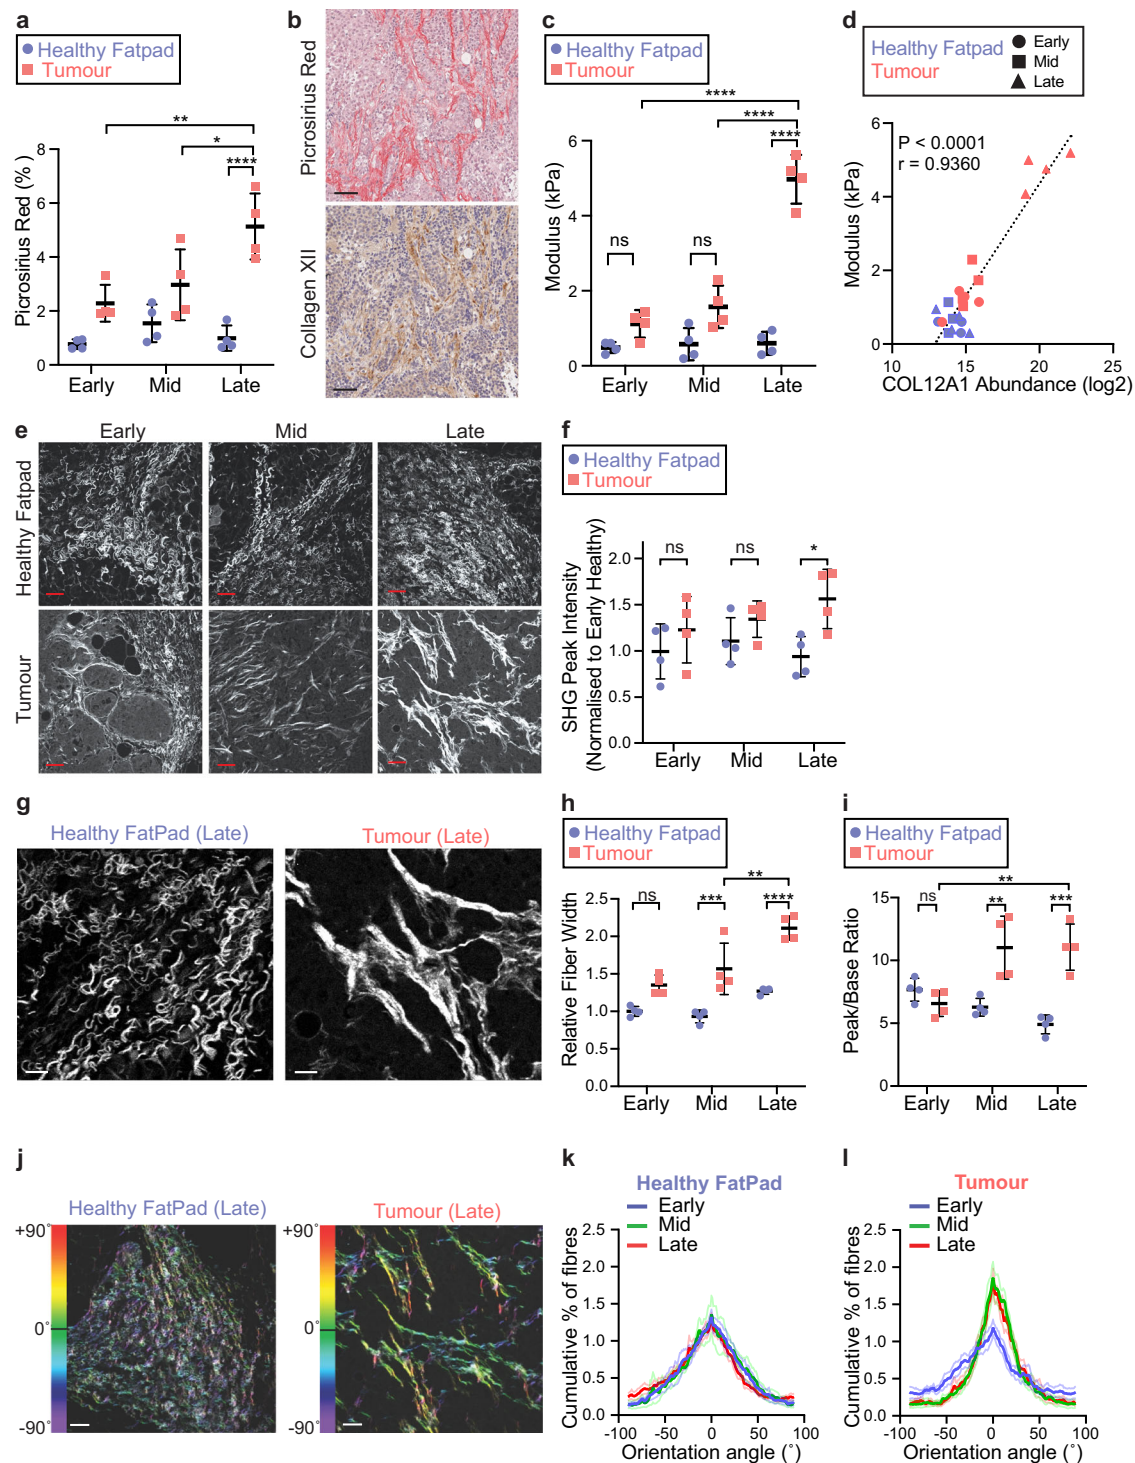 a
Healthy Fatpad
Tumour
**
*
****
8
6
4
2
0
Picrosirius Red (% )
Early
Mid
Late
b
Picrosirius Red
Collagen XII
c
Healthy Fatpad
Tumour
****
****
****
ns
ns
6
4
2
0
Modulus (kPa)
Early
Mid
Late
d
Healthy Fatpad
Tumour
Early
Mid
Late
P < 0.0001
r = 0.9360
6
4
2
0
Modulus (kPa)
10
15
20
25
COL12A1 Abundance (log2)
e
Early
Mid
Late
Healthy Fatpad
Tumour
f
Healthy Fatpad
Tumour
ns
ns
*
2.0
1.5
1.0
0.5
0.0
SHG Peak Intensity
(Normalised to Early Healthy)
Early
Mid
Late
g
Healthy FatPad (Late)
Tumour (Late)
h
Healthy Fatpad
Tumour
**
ns
***
****
2.5
2.0
1.5
1.0
0.5
0.0
Relative Fiber Width
Early
Mid
Late
i
Healthy Fatpad
Tumour
**
ns
**
***
15
10
5
0
Peak/Base Ratio
Early
Mid
Late
j
Healthy FatPad (Late)
Tumour (Late)
+90°
0°
-90°
+90°
0°
-90°
k
Healthy FatPad
Early
Mid
Late
2.5
2.0
1.5
1.0
0.5
0.0
Cumulative % of fibres
-100
-50
0
50
100
Orientation angle (°)
l
Tumour
Early
Mid
Late
2.5
2.0
1.5
1.0
0.5
0.0
Cumulative % of fibres
-100
-50
0
50
100
Orientation angle (°)